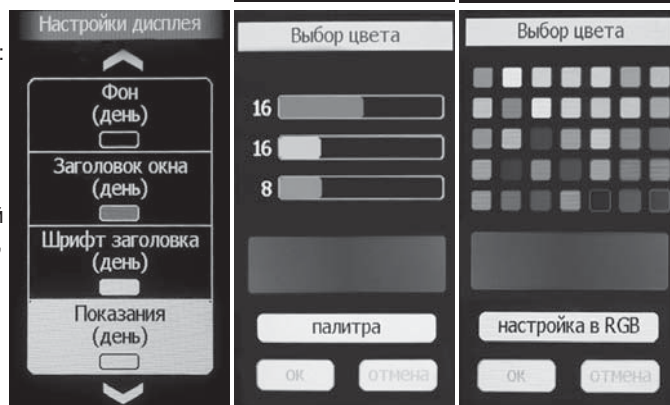 :
Настройки дисплея
Фон
(день)
Заголовок окна
(день)
Шрифт заголовка
(день)
Показания
(день)
й
,
Выбор цвета
16
16
8
палитра
ок
отмена
Выбор цвета
настройка в RGB
ок
отмена